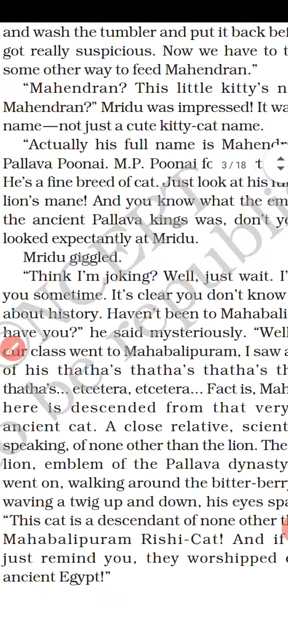 and wash the tumbler and put it back be
got really suspicious. Now we have to t
some other way to feed Mahendran."
"Mahendran? This little kitty's n
Mahendran?" Mridu was impressed! It wa
name—not just a cute kitty-cat name.
"Actually his full name is Mahend
Pallava Poonai. M.P. Poonai fo 3/18 t
He's a fine breed of cat. Just look at his
lion's mane! And you know what the em
the ancient Pallava kings was, don't yo
looked expectantly at Mridu.
Mridu giggled.
"Think I'm joking? Well, just wait. I'
you sometime. It's clear you don't know
about history. Haven't been to Mahabali
have you?" he said mysteriously. "Well
our class went to Mahabalipuram, I saw a
of his thatha's thatha's thatha's th
thatha's... etcetera, etcetera... Fact is, Mah
here is descended from that very
ancient cat. A close relative, scient
speaking, of none other than the lion. The
lion, emblem of the Pallava dynasty
went on, walking around the bitter-berr
waving a twig up and down, his eyes spa
"This cat is a descendant of none other t
Mahabalipuram Rishi-Cat! And if
just remind you, they worshipped c
ancient Egypt!"
NCERT
be republi